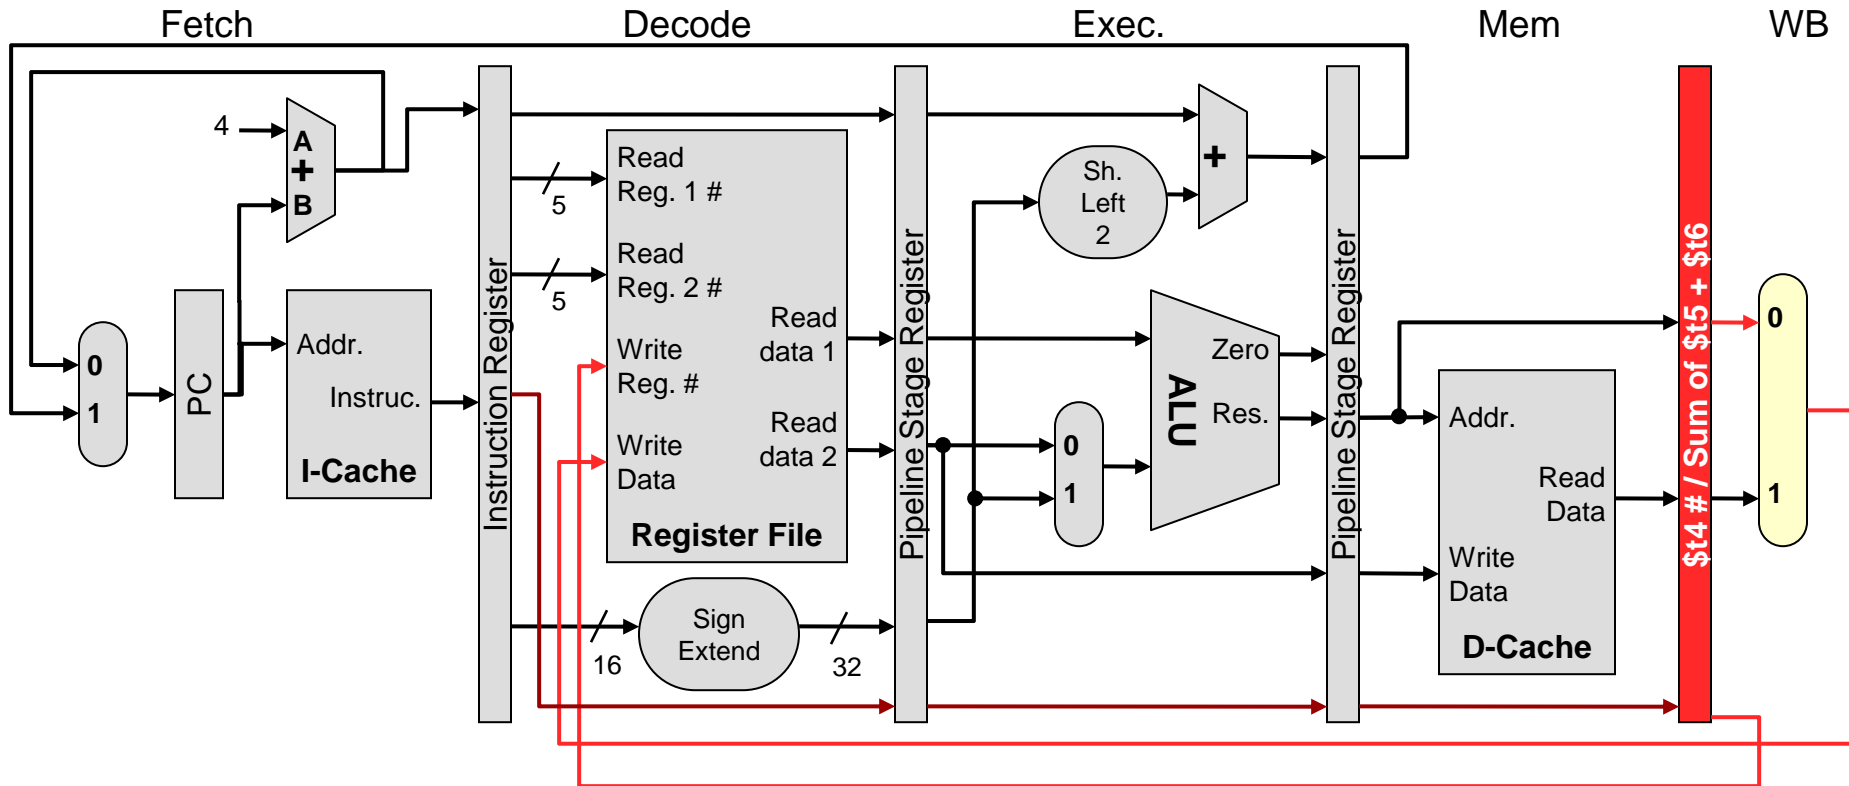 Fetch
Decode
Exec.
Mem
WB
4
A
+
B
0
1
PC
Addr.
Instruc.
I-Cache
Instruction Register
5
5
Read
Reg. 1 #
Read
Reg. 2 #
Write
Reg. #
Write
Data
Read
data 1
Read
data 2
Register File
16
Sign
Extend
32
Pipeline Stage Register
Sh.
Left
2
+
0
1
ALU
Zero
Res.
Pipeline Stage Register
Addr.
Read
Data
Write
Data
D-Cache
$t4 # / Sum of $t5 + $t6
0
1